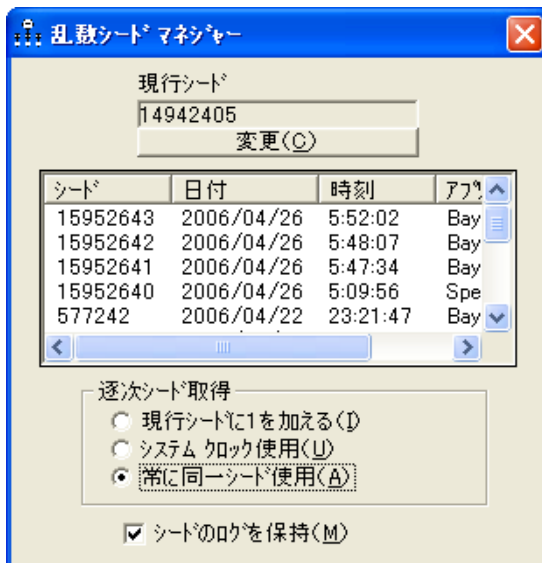 乱数シード マネジャー
現行シード
14942405
変更(C)
シード 日付 時刻 アプリ
15952643 2006/04/26 5:52:02 Bay
15952642 2006/04/26 5:48:07 Bay
15952641 2006/04/26 5:47:34 Bay
15952640 2006/04/26 5:09:56 Spe
577242 2006/04/22 23:21:47 Bay
逐次シード取得
現行シードに1を加える(I)
システム クロック使用(U)
常に同一シード使用(A)
シードのログを保持(M)